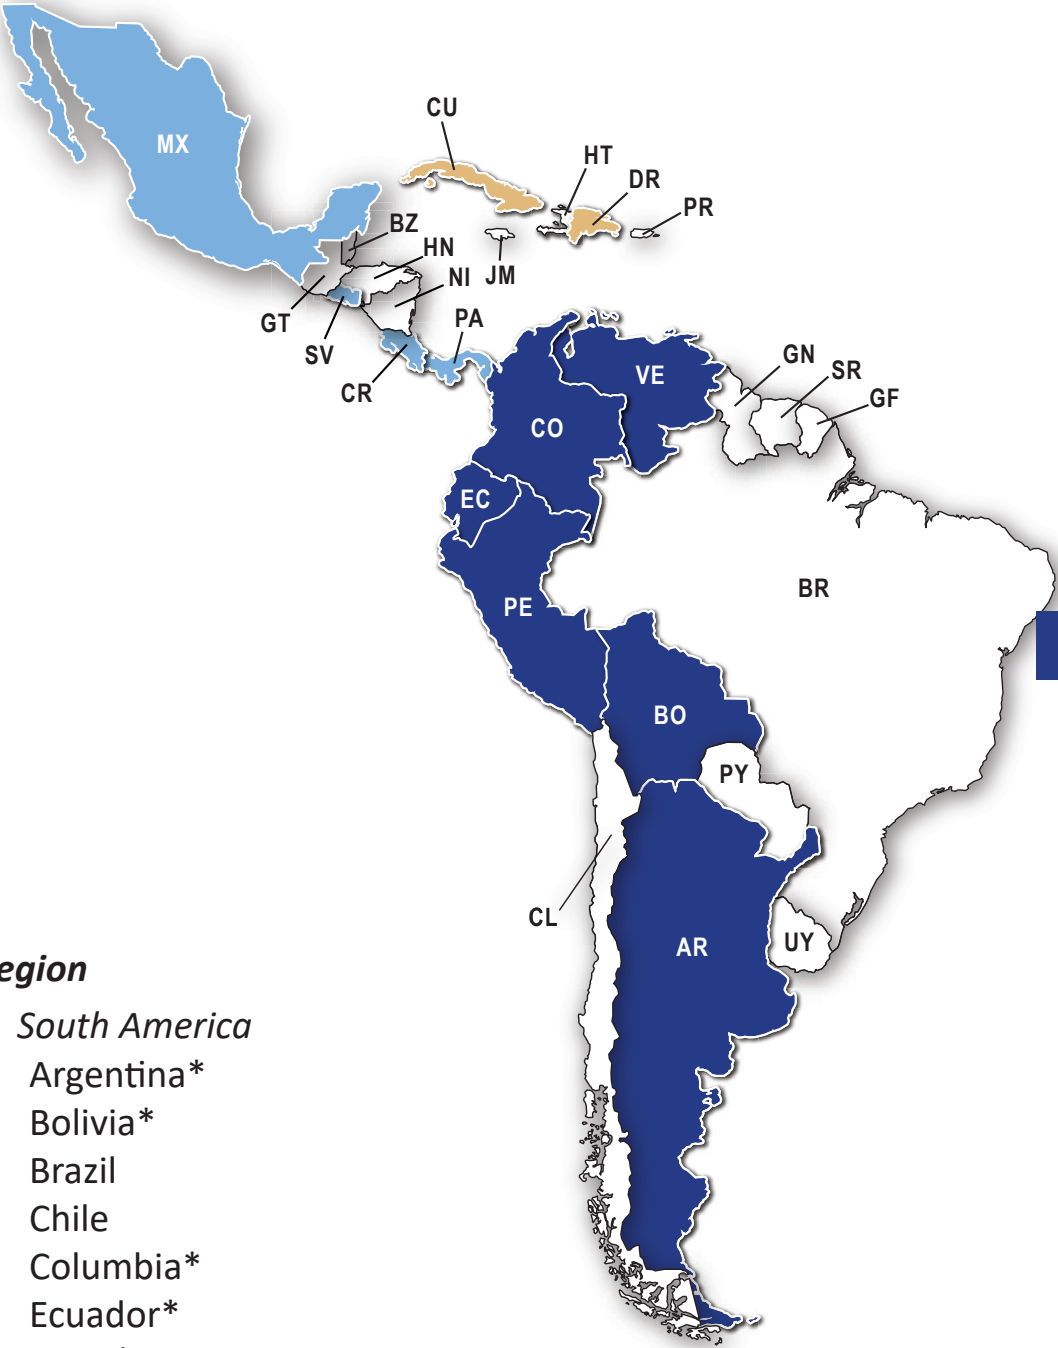 CU
HT
MX
DR
PR
BZ
HN
JM
NI
GT
PA
SV
GN
CR
VE
SR
GF
CO
EC
BR
PE
BO
PY
CL
UY
AR
egion
South America
Argentina*
Bolivia*
Brazil
Chile
Columbia*
Ecuador*